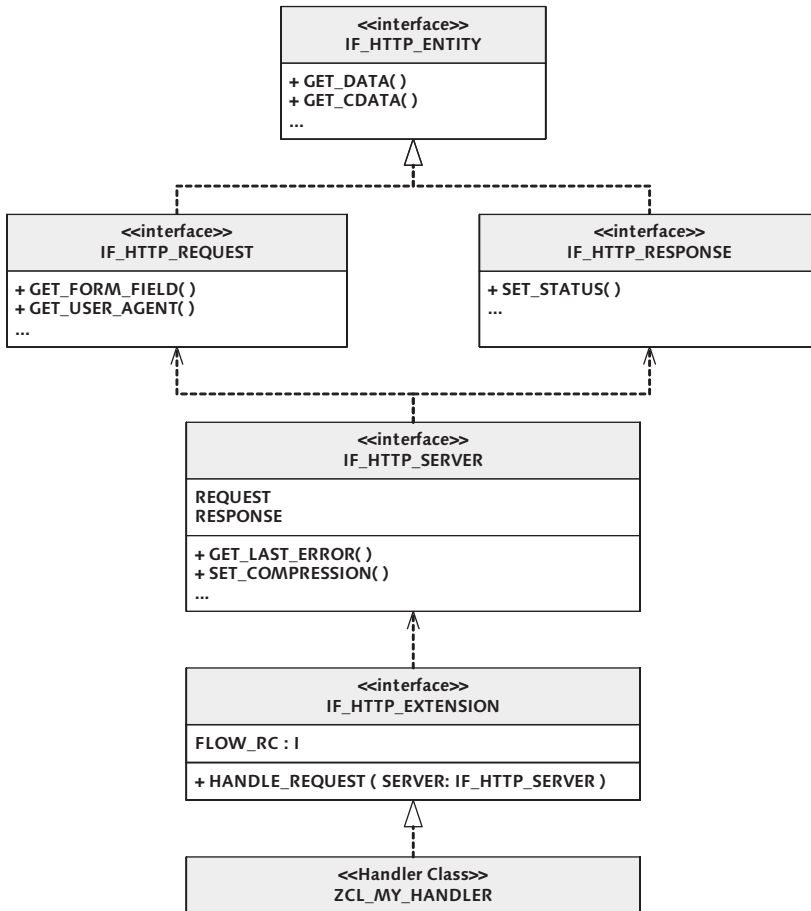 <<interface>>
IF_HTTP_ENTITY
+ GET_DATA( )
+ GET_CDATA( )
...
<<interface>>
IF_HTTP_REQUEST
+ GET_FORM_FIELD( )
+ GET_USER_AGENT( )
...
<<interface>>
IF_HTTP_RESPONSE
+ SET_STATUS( )
...
<<interface>>
IF_HTTP_SERVER
REQUEST
RESPONSE
+ GET_LAST_ERROR( )
+ SET_COMPRESSION( )
...
<<interface>>
IF_HTTP_EXTENSION
FLOW_RC : I
+ HANDLE_REQUEST ( SERVER: IF_HTTP_SERVER )
<<Handler Class>>
ZCL_MY_HANDLER